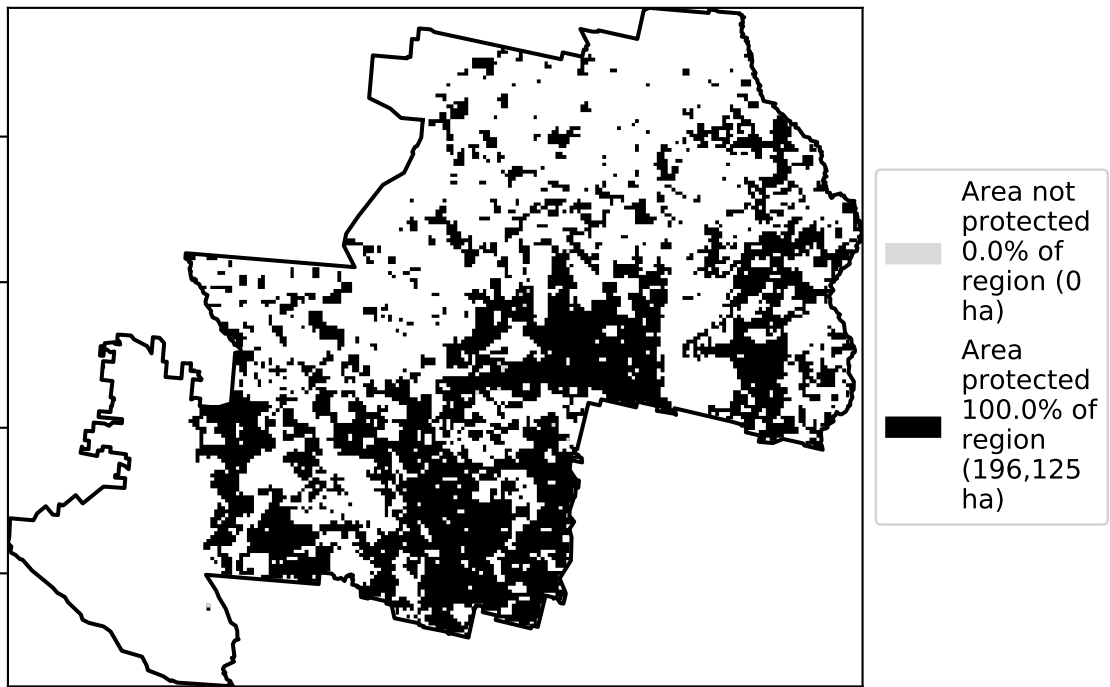 Area not
protected
0.0% of
region (0
ha)
Area
protected
100.0% of
region
(196,125
ha)